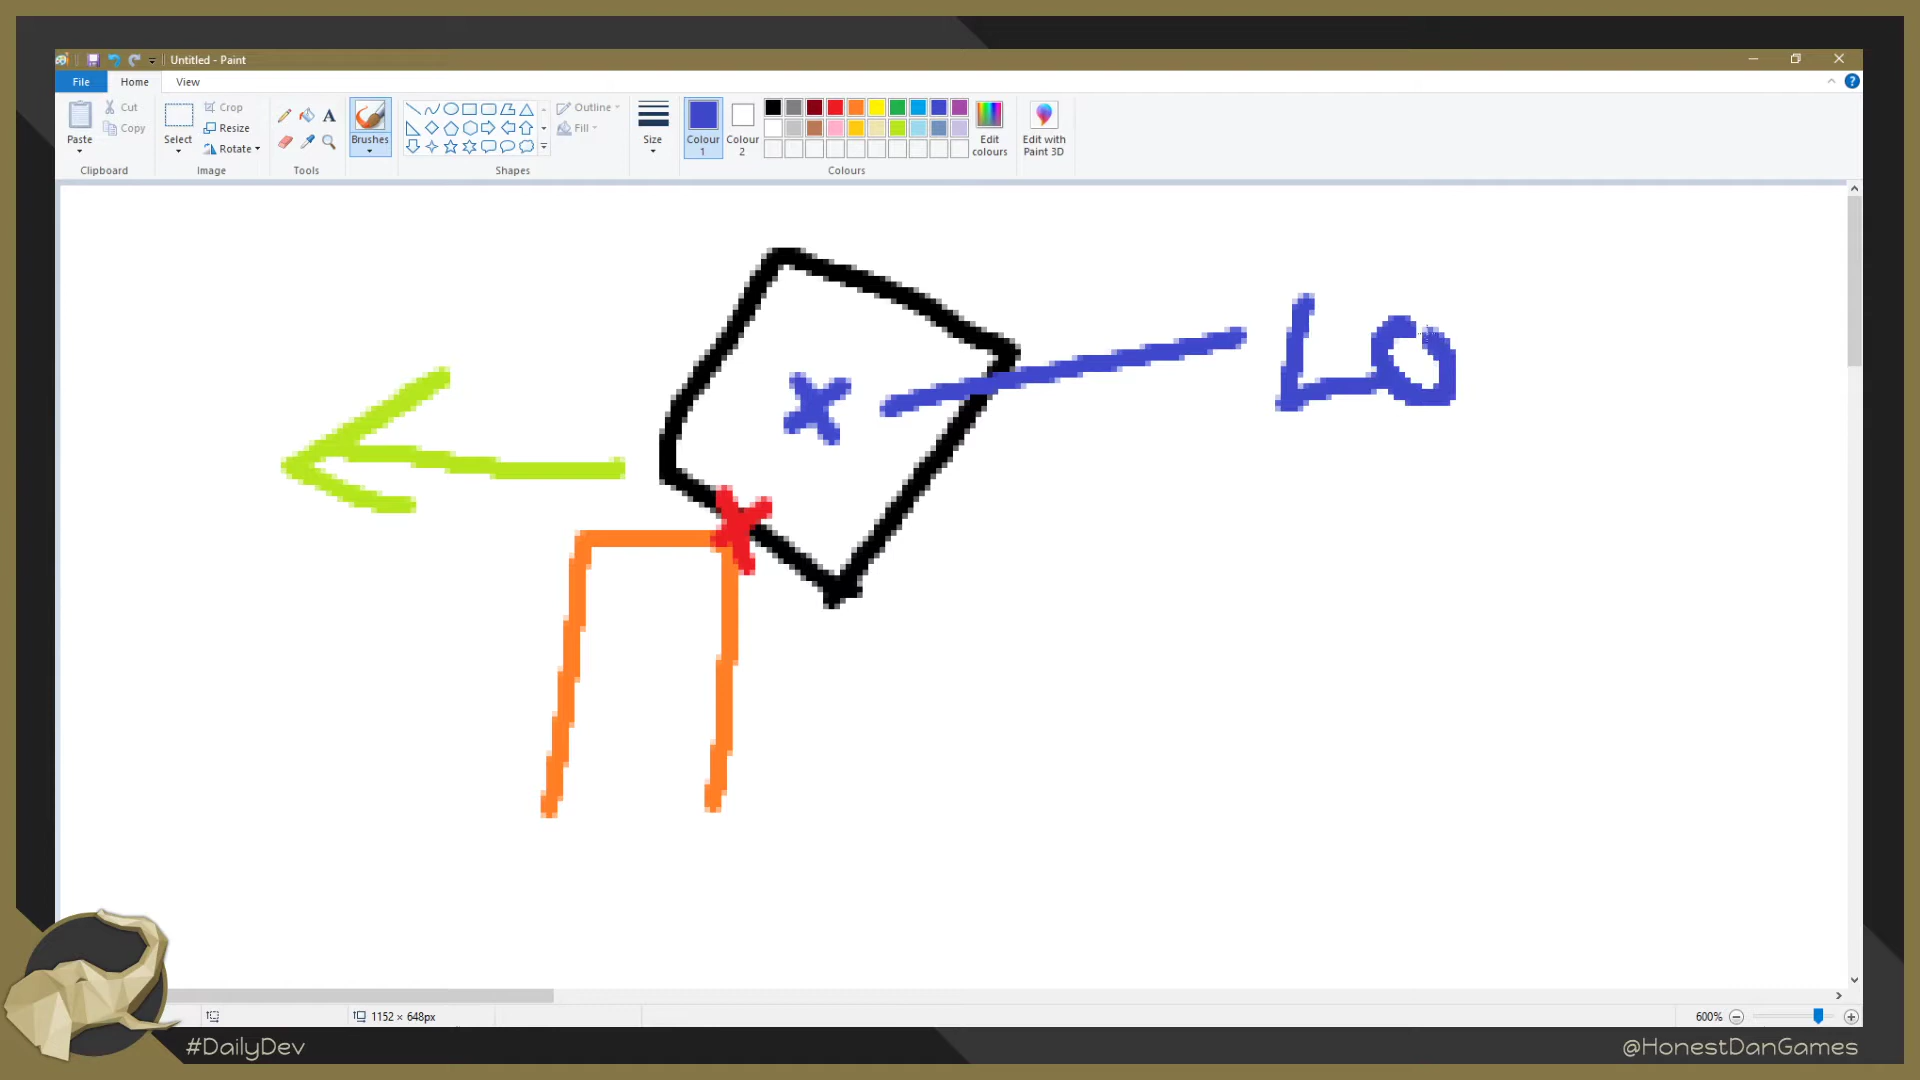 Untitled - Paint
File Home View
Cut
Copy
Paste
Clipboard
Select
Crop
Resize
Rotate
Image
A
Tools
Brushes
Shapes
Outline
Fill
Size
Colour 1
Colour 2
Edit colours
Colours
Edit with Paint 3D
Lo
1152 × 648px
600%
#DailyDev
@HonestDanGames